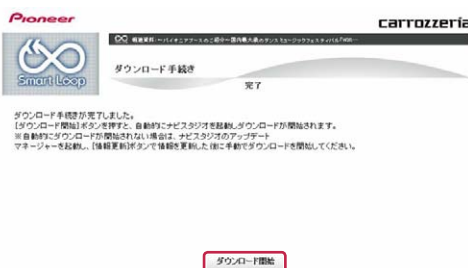 Pioneer
carrozzeria
Smart Loop
ダウンロード手続き
完了
ダウンロード手続きが完了しました。
[ダウンロード開始]ボタンを押すと、自動的にナビスタジオを起動しダウンロードが開始されます。
※自動的にダウンロードが開始されない場合は、ナビスタジオのアップデート
マネージャーを起動し、[情報更新]ボタンで情報を更新した後に手動でダウンロードを開始してください。
ダウンロード開始